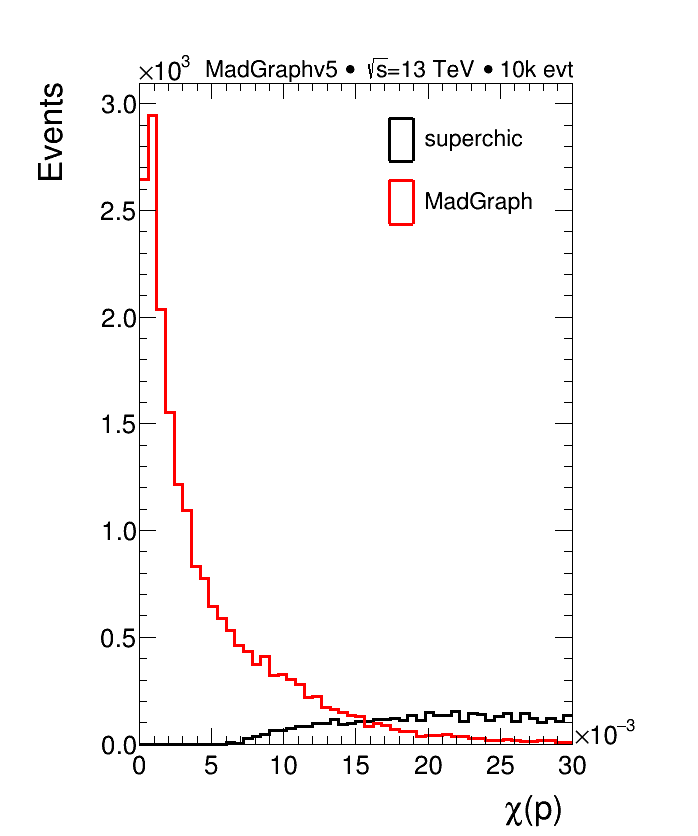 ×10³ MadGraphv5 • √s=13 TeV • 10k evt
Events
superchic
MadGraph
3.0
2.5
2.0
1.5
1.0
0.5
0.0
0 5 10 15 20 25 30
×10⁻³
χ(p)